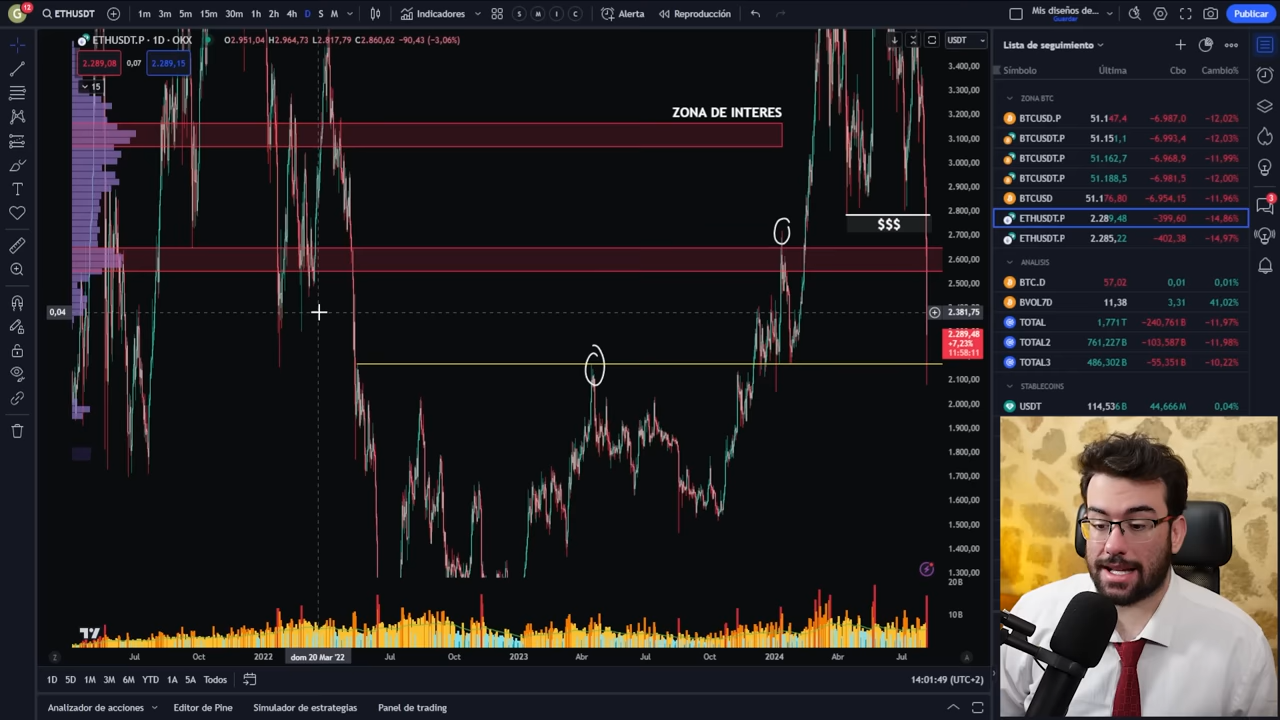 G 12 ETHUSDT 1m 3m 5m 15m 30m 1h 2h 4h D S M Indicadores S M I C Alerta Reproducción Mis diseños de... Guardar Publicar
ETHUSDT.P · 1D · OKX O2.951,04 H2.964,73 L2.817,79 C2.860,62 −90,43 (−3,06%) USDT
2.289,08 0,07 2.289,15
15
ZONA DE INTERES
$$$
3.400,00
3.200,00
3.100,00
3.000,00
2.900,00
2.800,00
2.700,00
2.600,00
2.500,00
0,04 2.381,75
2.289,48
+7,23%
11:58:11
2.100,00
2.000,00
1.900,00
1.800,00
1.700,00
1.600,00
1.500,00
1.400,00
1.300,00
20 B
10 B
Z Jul Oct 2022 dom 20 Mar '22 Jul Oct 2023 Abr Jul Oct 2024 Abr Jul A
1D 5D 1M 3M 6M YTD 1A 5A Todos 14:01:49 (UTC+2)
Analizador de acciones Editor de Pine Simulador de estrategias Panel de trading
Lista de seguimiento
Símbolo Última Cbo Cambio%
ZONA BTC
BTCUSD.P 51.147,4 −6.987,0 −12,02%
BTCUSDT.P 51.151,1 −6.993,4 −12,03%
BTCUSDT.P 51.162,7 −6.968,9 −11,99%
BTCUSDT.P 51.188,5 −6.981,5 −12,00%
BTCUSD 51.176,80 −6.954,15 −11,96%
ETHUSDT.P 2.289,48 −399,60 −14,86%
ETHUSDT.P 2.285,22 −402,38 −14,97%
ANALISIS
BTC.D 57,02 0,01 0,01%
BVOL7D 11,38 3,31 41,02%
TOTAL 1,771 T −240,761 B −11,97%
TOTAL2 761,227 B −103,587 B −11,98%
TOTAL3 486,302 B −55,351 B −10,22%
STABLECOINS
USDT 114,536 B 44,666 M 0,04%
3